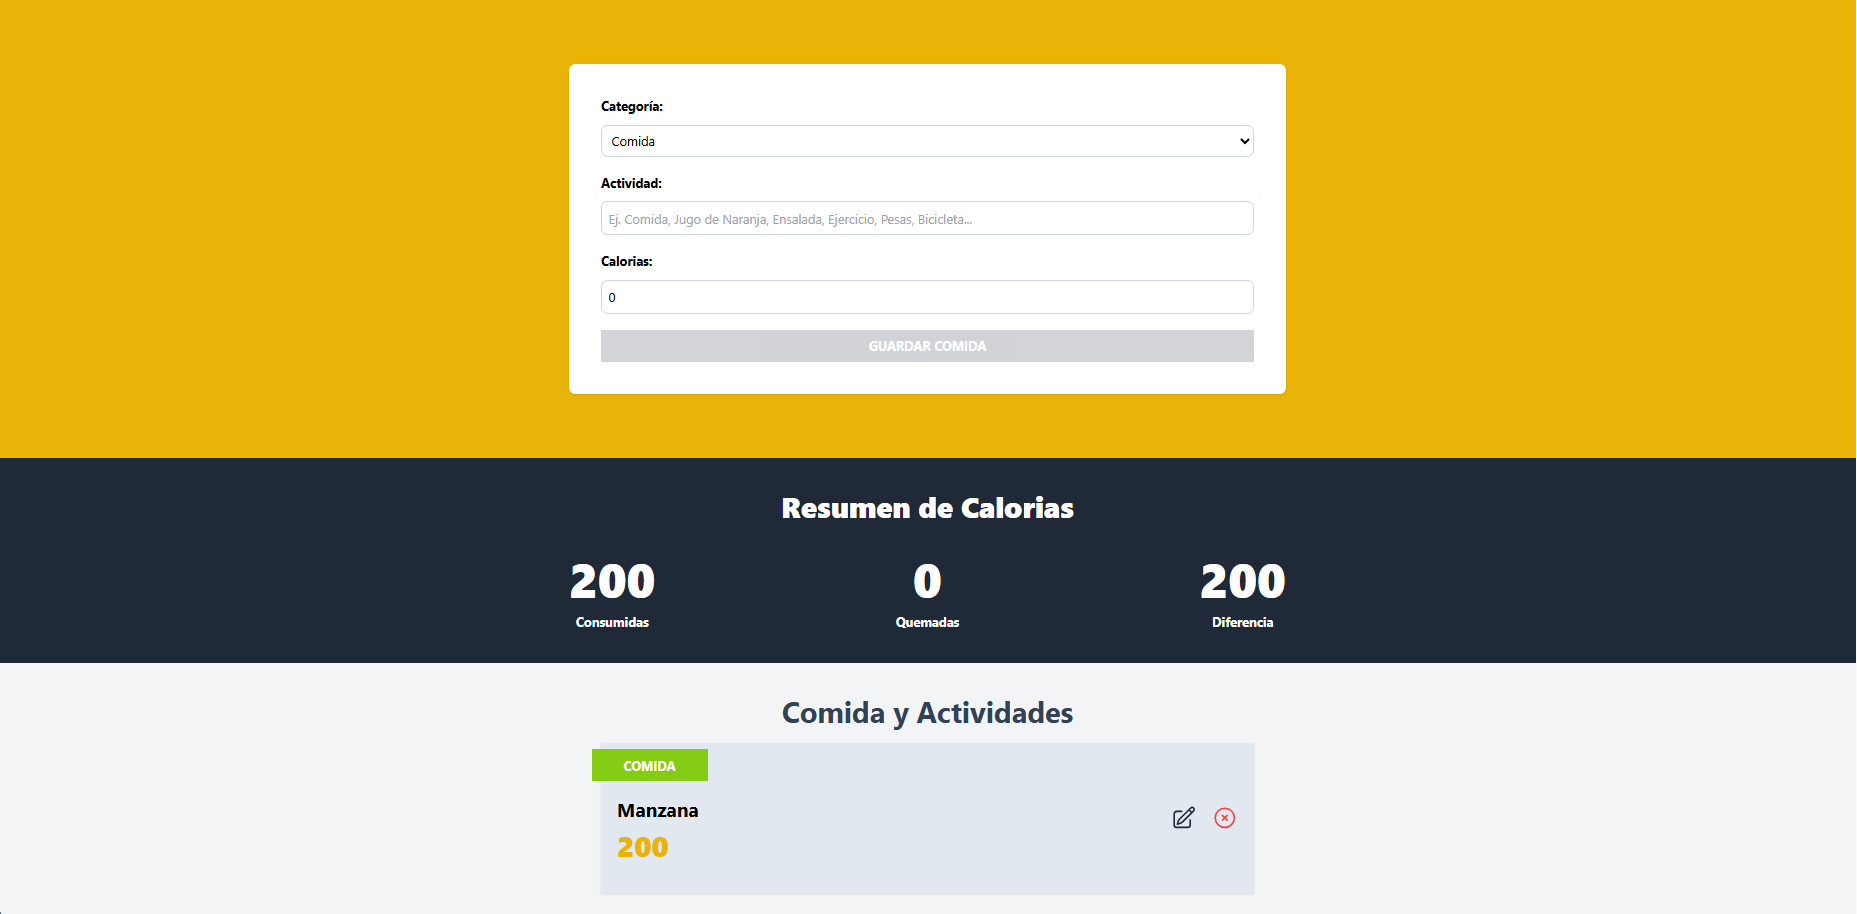 Categoría:
Comida
Actividad:
Ej. Comida, Jugo de Naranja, Ensalada, Ejercicio, Pesas, Bicicleta...
Calorias:
0
GUARDAR COMIDA
Resumen de Calorias
200 0 200
Consumidas Quemadas Diferencia
Comida y Actividades
COMIDA
Manzana
200